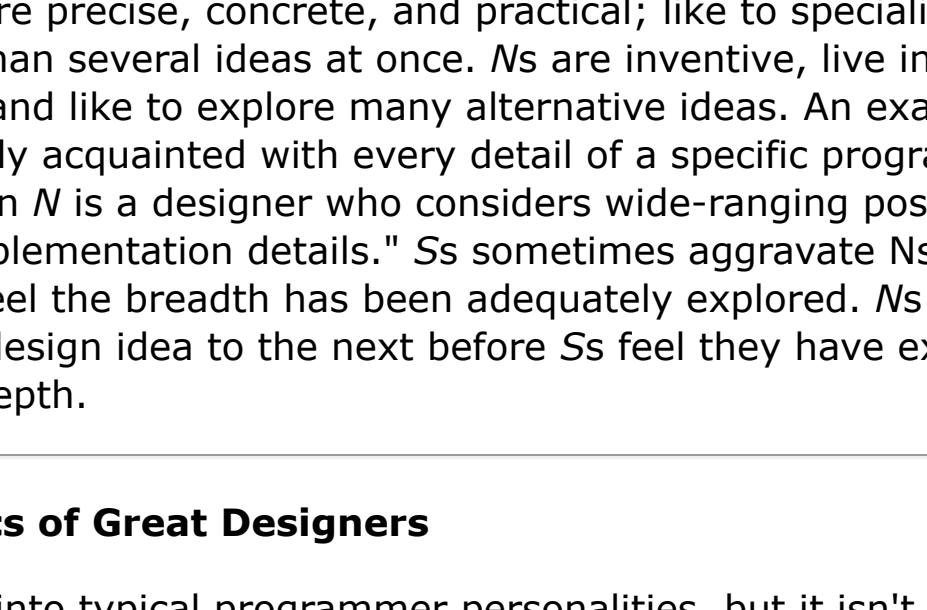 re precise, concrete, and practical; like to speciali
han several ideas at once. Ns are inventive, live in
and like to explore many alternative ideas. An exa
ly acquainted with every detail of a specific progra
n N is a designer who considers wide-ranging pos
plementation details." Ss sometimes aggravate Ns
eel the breadth has been adequately explored. Ns
design idea to the next before Ss feel they have ex
epth.
ts of Great Designers
into typical programmer personalities, but it isn't